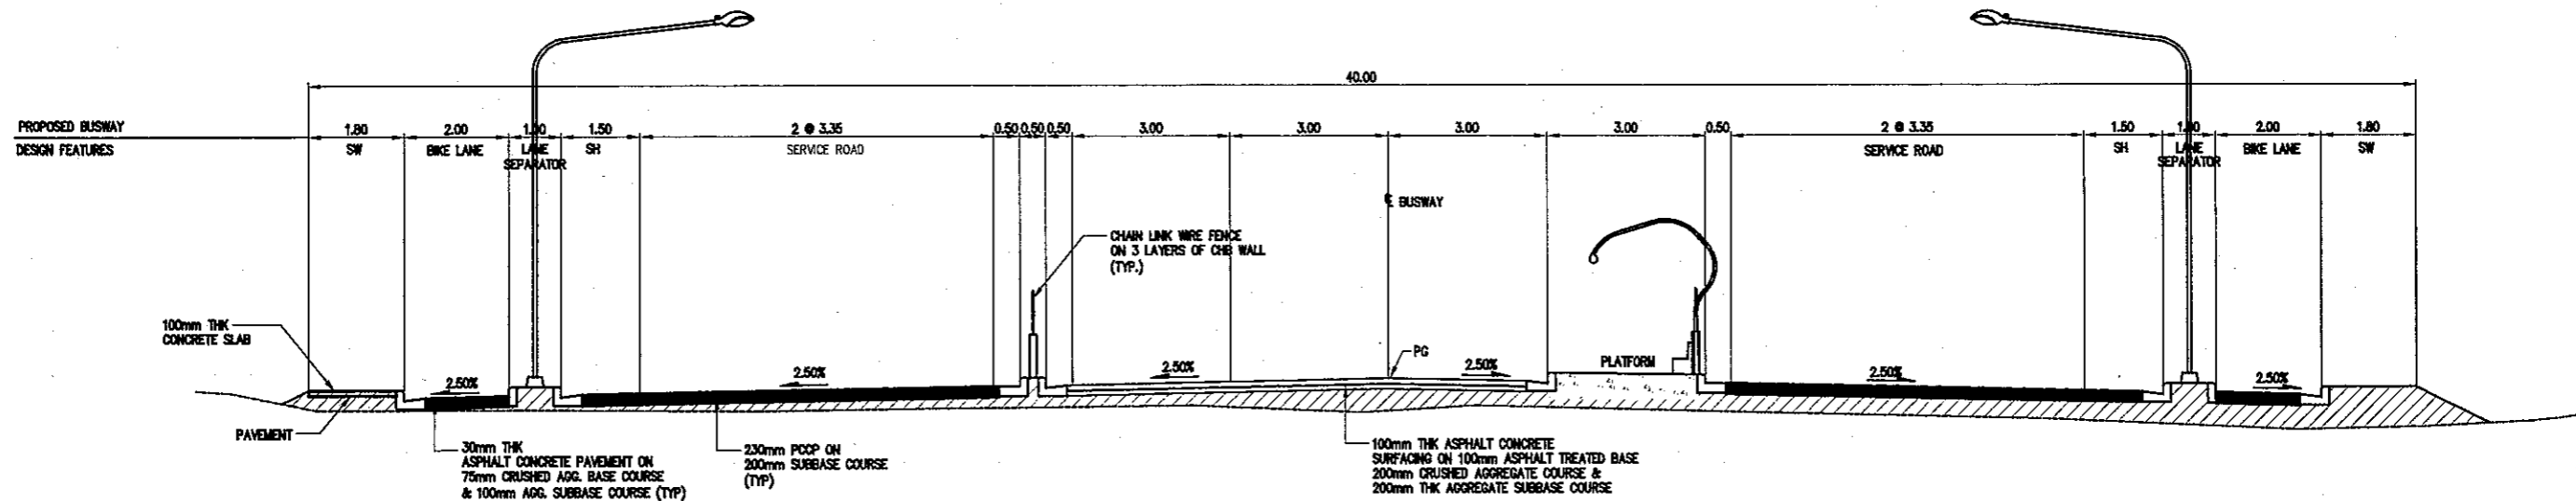 40.00
PROPOSED BUSWAY
DESIGN FEATURES
1.80
2.00
1.00
1.50
2 @ 3.35
0.50
0.50
0.50
3.00
3.00
3.00
3.00
0.50
2 @ 3.35
1.50
1.00
2.00
1.80
SW
BIKE LANE
LANE
SEPARATOR
SH
SERVICE ROAD
SERVICE ROAD
SH
LANE
SEPARATOR
BIKE LANE
SW
℄ BUSWAY
CHAIN LINK WIRE FENCE
ON 3 LAYERS OF CHB WALL
(TYP.)
100mm THK
CONCRETE SLAB
PG
PLATFORM
2.50%
2.50%
2.50%
2.50%
2.50%
2.50%
PAVEMENT
30mm THK
ASPHALT CONCRETE PAVEMENT ON
75mm CRUSHED AGG. BASE COURSE
& 100mm AGG. SUBBASE COURSE (TYP)
230mm PCCP ON
200mm SUBBASE COURSE
(TYP)
100mm THK ASPHALT CONCRETE
SURFACING ON 100mm ASPHALT TREATED BASE
200mm CRUSHED AGGREGATE COURSE &
200mm THK AGGREGATE SUBBASE COURSE